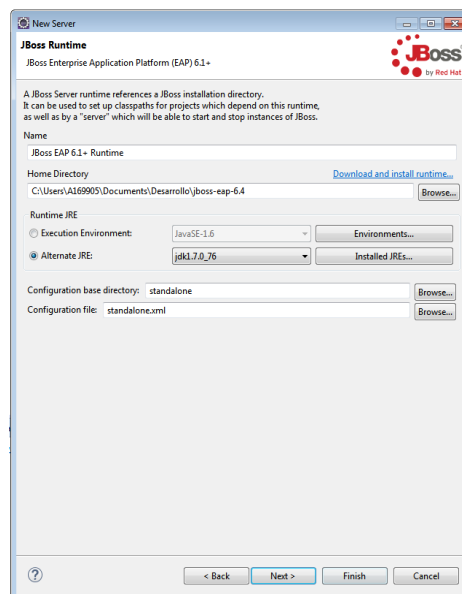 New Server
JBoss Runtime
JBoss Enterprise Application Platform (EAP) 6.1+
JBoss
by Red Hat
A JBoss Server runtime references a JBoss installation directory.
It can be used to set up classpaths for projects which depend on this runtime,
as well as by a "server" which will be able to start and stop instances of JBoss.
Name
JBoss EAP 6.1+ Runtime
Home Directory
Download and install runtime...
C:\Users\A169905\Documents\Desarrollo\jboss-eap-6.4
Browse...
Runtime JRE
Execution Environment:
JavaSE-1.6
Environments...
Alternate JRE:
jdk1.7.0_76
Installed JREs...
Configuration base directory:
standalone
Browse...
Configuration file:
standalone.xml
Browse...
?
< Back
Next >
Finish
Cancel